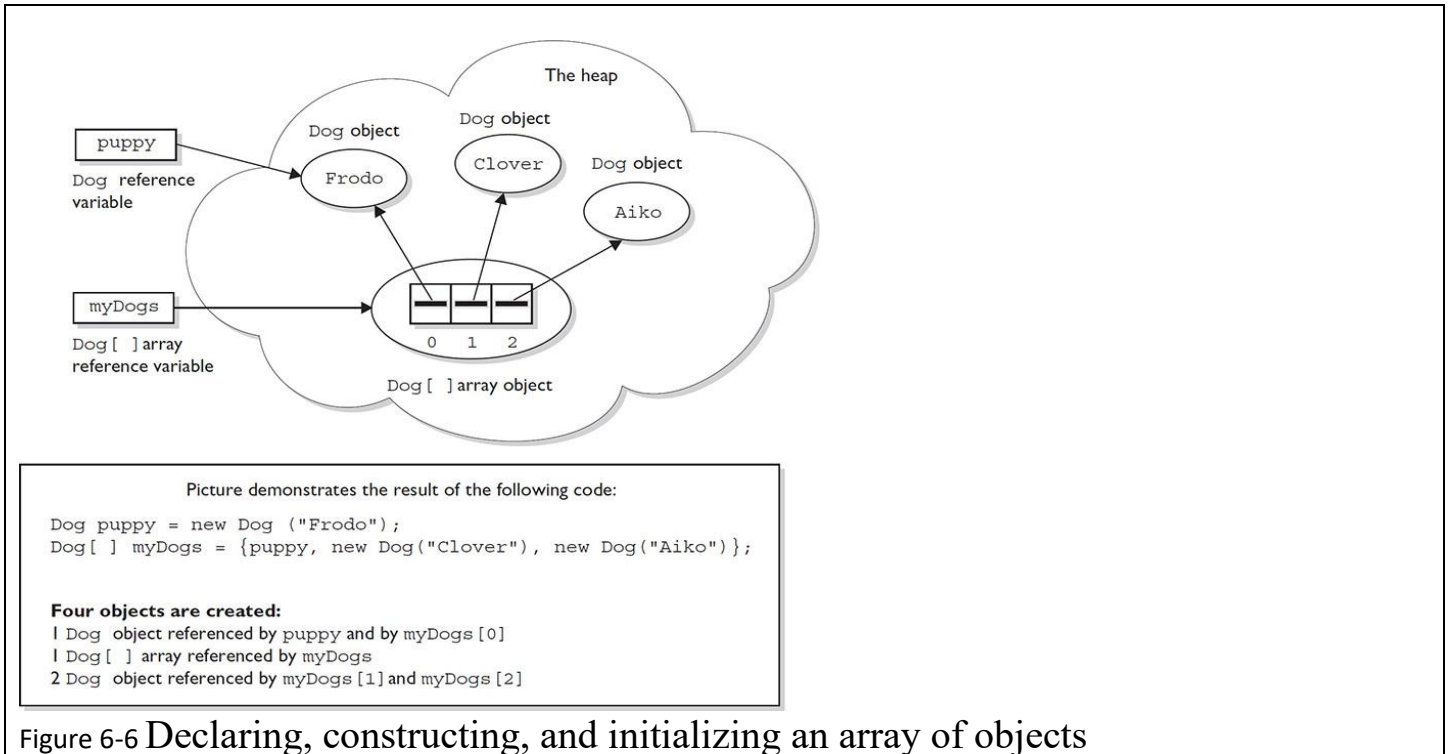 The heap
Dog object
Dog object
Dog object
puppy
Frodo
Clover
Aiko
Dog reference
variable
myDogs
0 1 2
Dog[ ] array
reference variable
Dog[ ] array object
Picture demonstrates the result of the following code:
Dog puppy = new Dog ("Frodo");
Dog[ ] myDogs = {puppy, new Dog("Clover"), new Dog("Aiko")};
Four objects are created:
1 Dog object referenced by puppy and by myDogs[0]
1 Dog[ ] array referenced by myDogs
2 Dog object referenced by myDogs[1] and myDogs[2]
Figure 6-6 Declaring, constructing, and initializing an array of objects